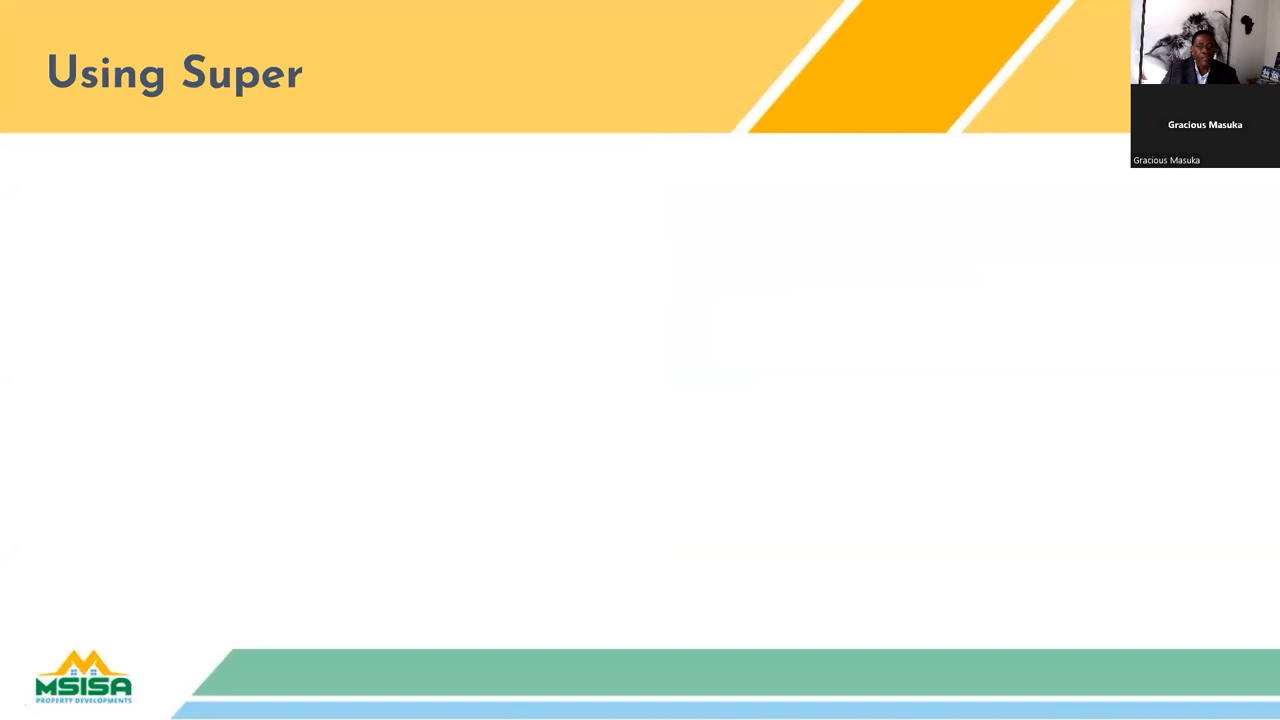 Using Super
Gracious Masuka
Gracious Masuka
MSISA
PROPERTY DEVELOPMENTS